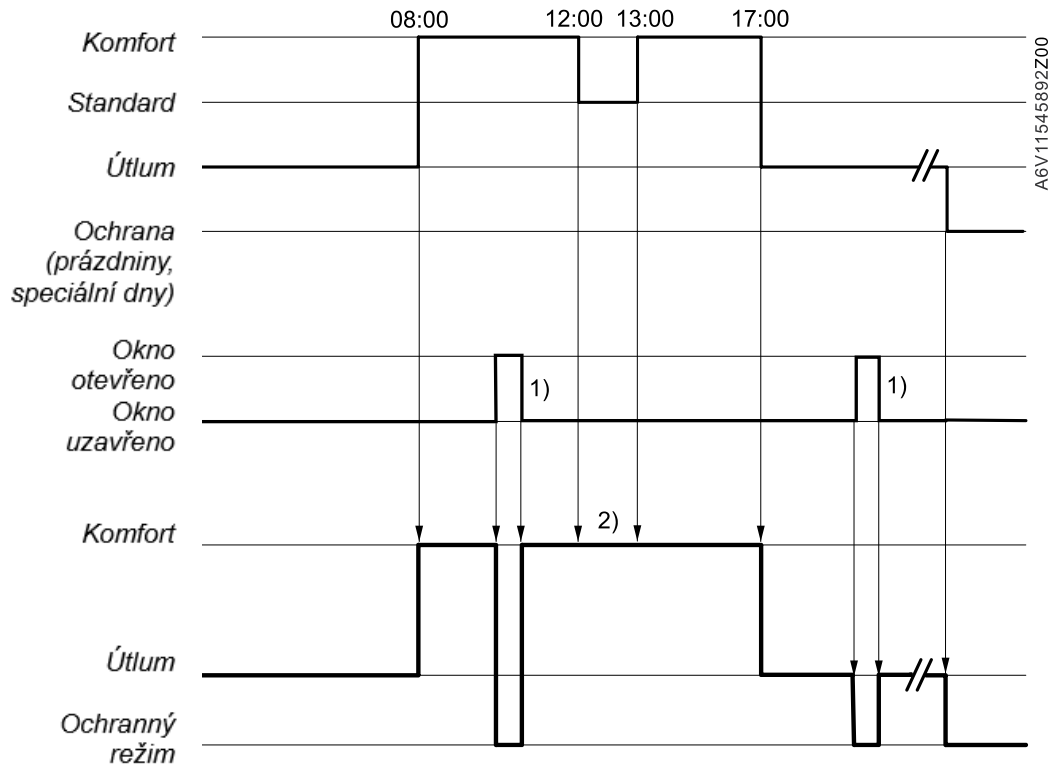 08:00 12:00 13:00 17:00
Komfort
Standard
Útlum
Ochrana
(prázdniny,
speciální dny)
A6V11545892Z00
Okno
otevřeno
1) 1)
Okno
uzavřeno
2)
Komfort
Útlum
Ochranný
režim